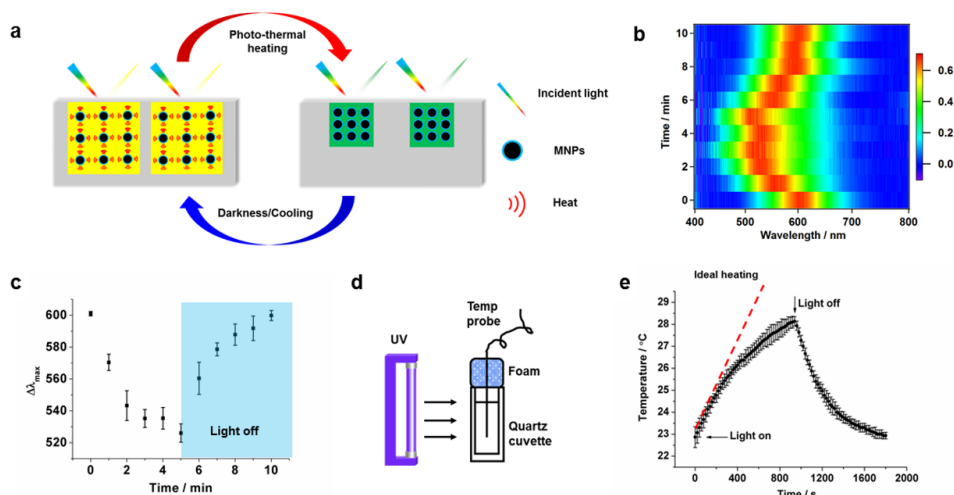 a
Photo-thermal
heating
Darkness/Cooling
Incident light
MNPs
Heat
b
Time / min
10
8
6
4
2
0
400
500
600
700
800
Wavelength / nm
0.6
0.4
0.2
0.0
c
Δλmax
600
580
560
540
520
0
2
4
6
8
10
Light off
Time / min
d
UV
Temp
probe
Foam
Quartz
cuvette
e
Ideal heating
Light off
Light on
Temperature / °C
29
28
27
26
25
24
23
22
0
400
800
1200
1600
2000
Time / s